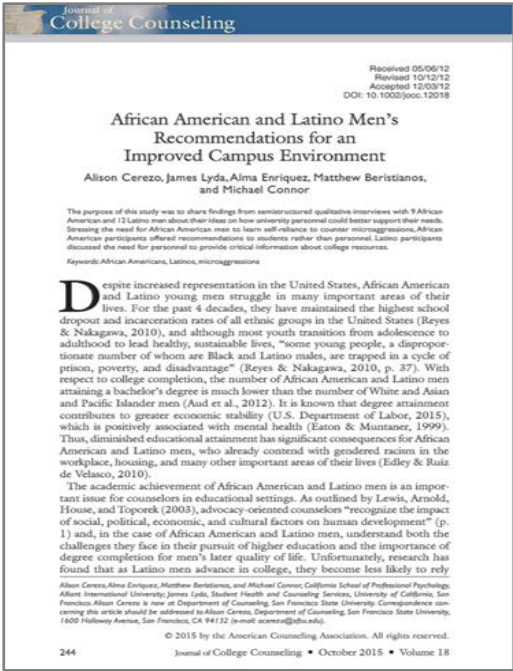 Journal of
College Counseling
Received 05/06/12
Revised 10/12/12
Accepted 12/03/12
DOI: 10.1002/jocc.12018
African American and Latino Men's
Recommendations for an
Improved Campus Environment
Alison Cerezo, James Lyda, Alma Enriquez, Matthew Beristianos,
and Michael Connor
The purpose of this study was to share findings from semistructured qualitative interviews with 9 African
American and 12 Latino men about their ideas on how university personnel could better support their needs.
Stressing the need for African American men to learn self-reliance to counter microaggressions, African
American participants offered recommendations to students rather than personnel. Latino participants
discussed the need for personnel to provide critical information about college resources.
Keywords: African Americans, Latinos, microaggressions
Despite increased representation in the United States, African American
and Latino young men struggle in many important areas of their
lives. For the past 4 decades, they have maintained the highest school
dropout and incarceration rates of all ethnic groups in the United States (Reyes
& Nakagawa, 2010), and although most youth transition from adolescence to
adulthood to lead healthy, sustainable lives, "some young people, a dispropor-
tionate number of whom are Black and Latino males, are trapped in a cycle of
prison, poverty, and disadvantage" (Reyes & Nakagawa, 2010, p. 37). With
respect to college completion, the number of African American and Latino men
attaining a bachelor's degree is much lower than the number of White and Asian
and Pacific Islander men (Aud et al., 2012). It is known that degree attainment
contributes to greater economic stability (U.S. Department of Labor, 2015),
which is positively associated with mental health (Eaton & Muntaner, 1999).
Thus, diminished educational attainment has significant consequences for African
American and Latino men, who already contend with gendered racism in the
workplace, housing, and many other important areas of their lives (Edley & Ruiz
de Velasco, 2010).
The academic achievement of African American and Latino men is an impor-
tant issue for counselors in educational settings. As outlined by Lewis, Arnold,
House, and Toporek (2003), advocacy-oriented counselors "recognize the impact
of social, political, economic, and cultural factors on human development" (p.
1) and, in the case of African American and Latino men, understand both the
challenges they face in their pursuit of higher education and the importance of
degree completion for men's later quality of life. Unfortunately, research has
found that as Latino men advance in college, they become less likely to rely
Alison Cerezo, Alma Enriquez, Matthew Beristianos, and Michael Connor, California School of Professional Psychology,
Alliant International University; James Lyda, Student Health and Counseling Services, University of California, San
Francisco. Alison Cerezo is now at Department of Counseling, San Francisco State University. Correspondence con-
cerning this article should be addressed to Alison Cerezo, Department of Counseling, San Francisco State University,
1600 Holloway Avenue, San Francisco, CA 94132 (e-mail: acerezo@sfsu.edu).
© 2015 by the American Counseling Association. All rights reserved.
244 Journal of College Counseling • October 2015 • Volume 18